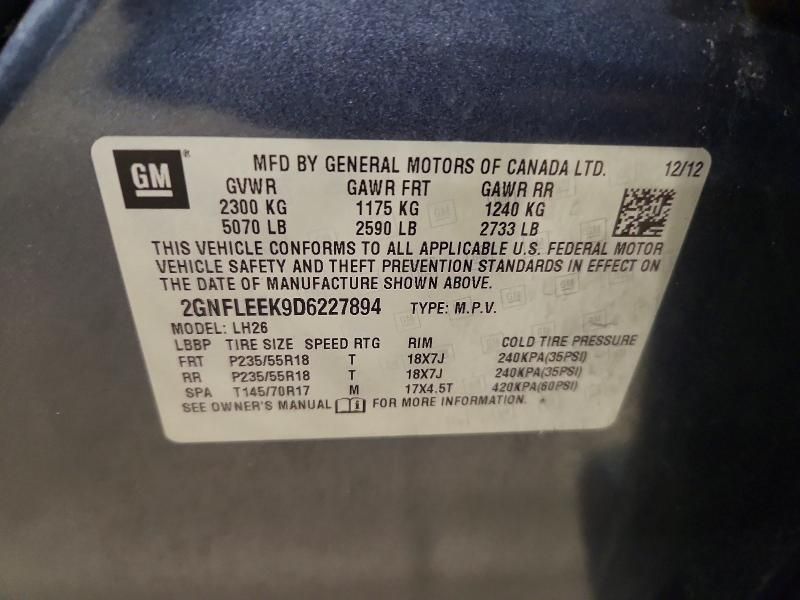 GM ®
MFD BY GENERAL MOTORS OF CANADA LTD. 12/12
GVWR GAWR FRT GAWR RR
2300 KG 1175 KG 1240 KG
5070 LB 2590 LB 2733 LB
THIS VEHICLE CONFORMS TO ALL APPLICABLE U.S. FEDERAL MOTOR
VEHICLE SAFETY AND THEFT PREVENTION STANDARDS IN EFFECT ON
THE DATE OF MANUFACTURE SHOWN ABOVE.
2GNFLEEK9D6227894 TYPE: M.P.V.
MODEL: LH26
LBBP TIRE SIZE SPEED RTG RIM COLD TIRE PRESSURE
FRT P235/55R18 T 18X7J 240KPA(35PSI)
RR P235/55R18 T 18X7J 240KPA(35PSI)
SPA T145/70R17 M 17X4.5T 420KPA(60PSI)
SEE OWNER'S MANUAL FOR MORE INFORMATION.